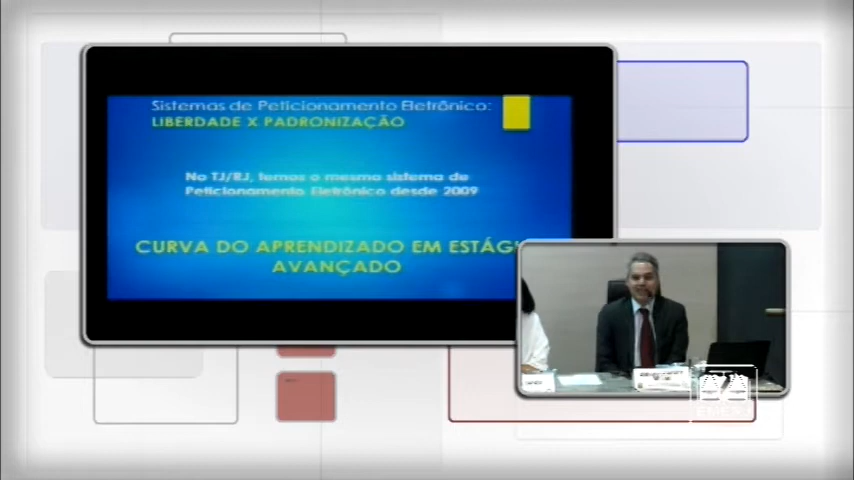 Sistemas de Peticionamento Eletrônico:
LIBERDADE X PADRONIZAÇÃO
No TJ/RJ, temos o mesmo sistema de
Peticionamento Eletrônico desde 2009
CURVA DO APRENDIZADO EM ESTÁG
AVANÇADO
EMERJ